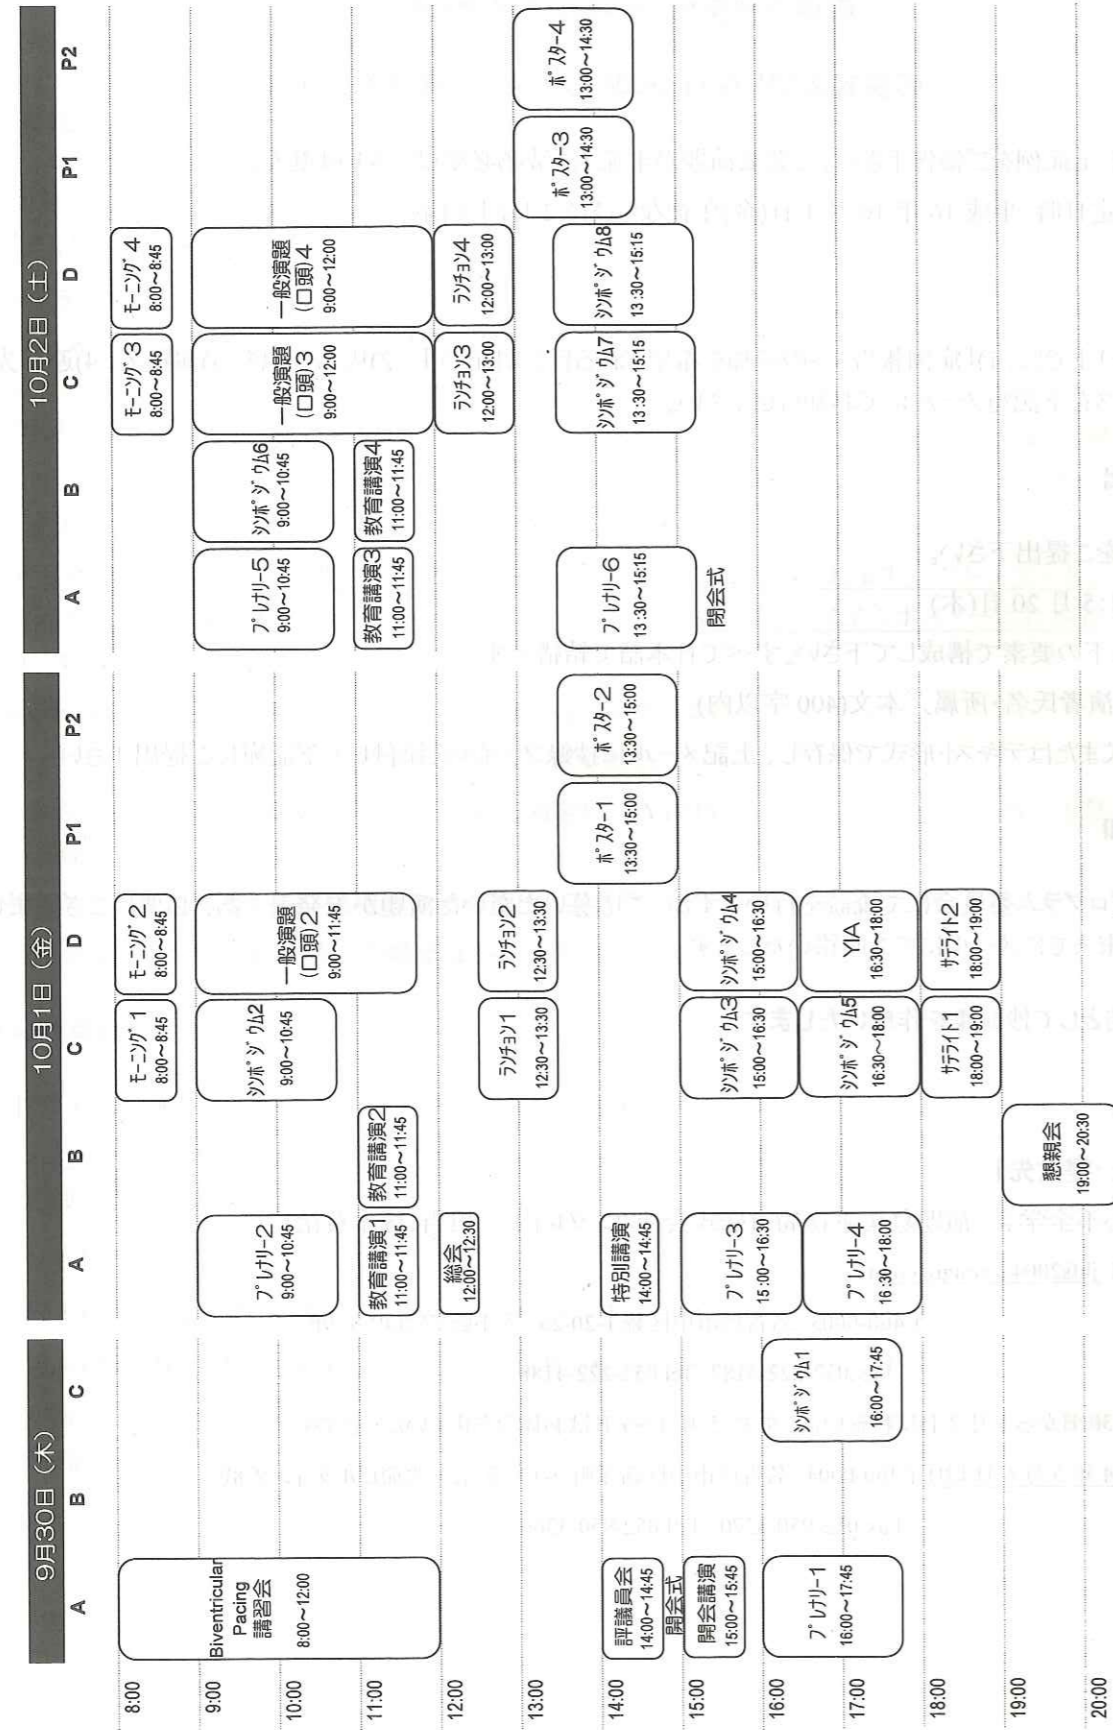 9月30日（木）
A
B
C
8:00
9:00
10:00
11:00
12:00
13:00
14:00
15:00
16:00
17:00
18:00
19:00
20:00
Biventricular
Pacing
講習会
8:00～12:00
評議員会
14:00～14:45
開会式
開会講演
15:00～15:45
プレナリー1
16:00～17:45
シンポジウム1
16:00～17:45
10月1日（金）
A
B
C
D
P1
P2
モーニング1
8:00～8:45
モーニング2
8:00～8:45
プレナリー2
9:00～10:45
シンポジウム2
9:00～10:45
一般演題
（口頭）2
9:00～11:45
教育講演1
11:00～11:45
教育講演2
11:00～11:45
総会
12:00～12:30
ランチョン1
12:30～13:30
ランチョン2
12:30～13:30
ポスター1
13:30～15:00
ポスター2
13:30～15:00
特別講演
14:00～14:45
プレナリー3
15:00～16:30
シンポジウム3
15:00～16:30
シンポジウム4
15:00～16:30
プレナリー4
16:30～18:00
シンポジウム5
16:30～18:00
YIA
16:30～18:00
サテライト1
18:00～19:00
サテライト2
18:00～19:00
懇親会
19:00～20:30
10月2日（土）
A
B
C
D
P1
P2
モーニング3
8:00～8:45
モーニング4
8:00～8:45
プレナリー5
9:00～10:45
シンポジウム6
9:00～10:45
一般演題
（口頭）3
9:00～12:00
一般演題
（口頭）4
9:00～12:00
教育講演3
11:00～11:45
教育講演4
11:00～11:45
ランチョン3
12:00～13:00
ランチョン4
12:00～13:00
ポスター3
13:00～14:30
ポスター4
13:00～14:30
プレナリー6
13:30～15:15
シンポジウム7
13:30～15:15
シンポジウム8
13:30～15:15
閉会式